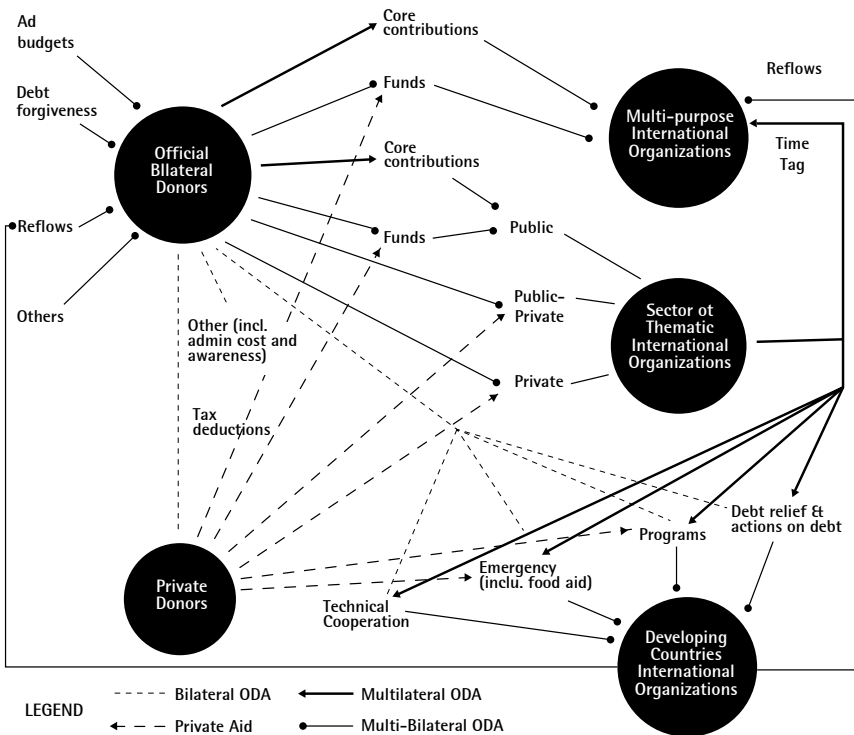 Ad
budgets
Core
contributions
Reflows
Debt
forgiveness
Funds
Multi-purpose
International
Organizations
Official
BIlateral
Donors
Core
contributions
Time
Tag
Reflows
Funds
Public
Others
Public-
Private
Sector ot
Thematic
International
Organizations
Other (incl.
admin cost and
awareness)
Private
Tax
deductions
Debt relief &
actions on debt
Programs
Private
Donors
Emergency
(inclu. food aid)
Technical
Cooperation
Developing
Countries
International
Organizations
LEGEND
Bilateral ODA
Multilateral ODA
Private Aid
Multi-Bilateral ODA